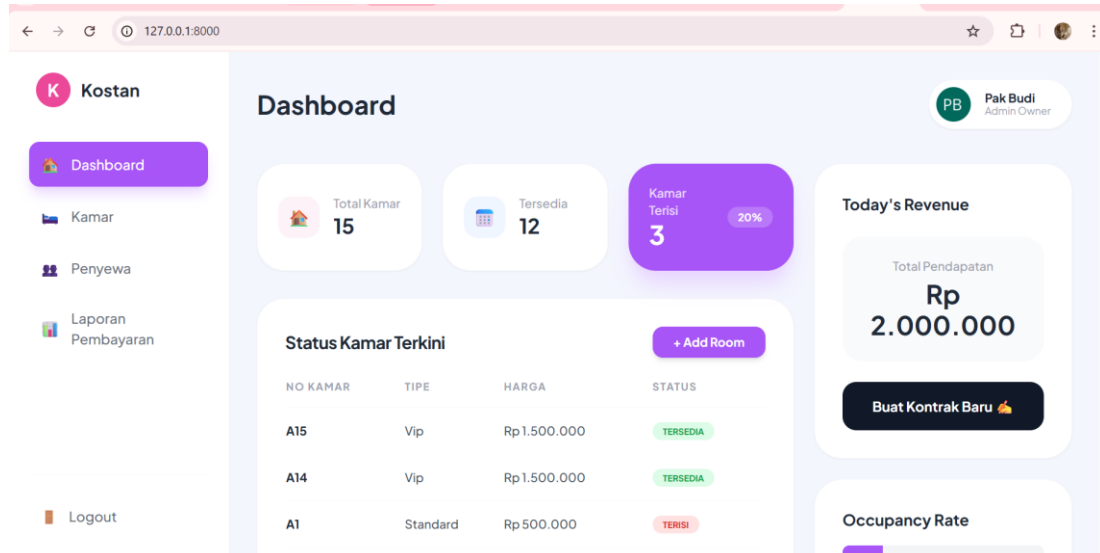 127.0.0.1:8000
K Kostan
Dashboard
Kamar
Penyewa
Laporan
Pembayaran
Logout
Dashboard
PB
Pak Budi
Admin Owner
Total Kamar
15
Tersedia
12
Kamar
Terisi
3
20%
Status Kamar Terkini
+ Add Room
NO KAMAR TIPE HARGA STATUS
A15 Vip Rp 1.500.000 TERSEDIA
A14 Vip Rp 1.500.000 TERSEDIA
A1 Standard Rp 500.000 TERISI
Today's Revenue
Total Pendapatan
Rp
2.000.000
Buat Kontrak Baru ✍️
Occupancy Rate